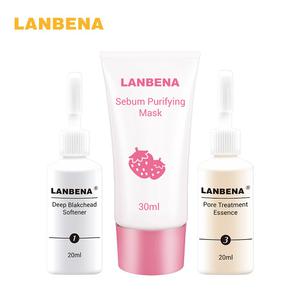 LANBENA
LANBENA
Sebum Purifying
Mask
30ml
LANBENA®
Deep Blakchead
Softener
1
20ml
LANBENA®
Pore Treatment
Essence
3
20ml